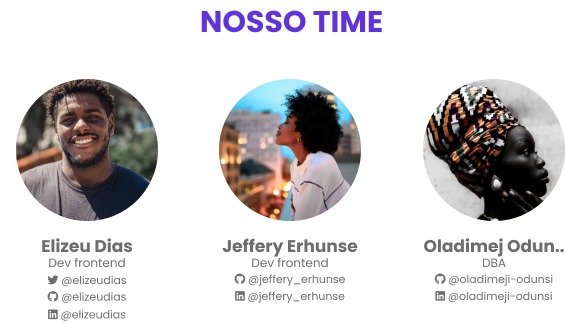 NOSSO TIME
Elizeu Dias
Dev frontend
@elizeudias
@elizeudias
@elizeudias
Jeffery Erhunse
Dev frontend
@jeffery_erhunse
@jeffery_erhunse
Oladimej Odun..
DBA
@oladimeji-odunsi
@oladimeji-odunsi